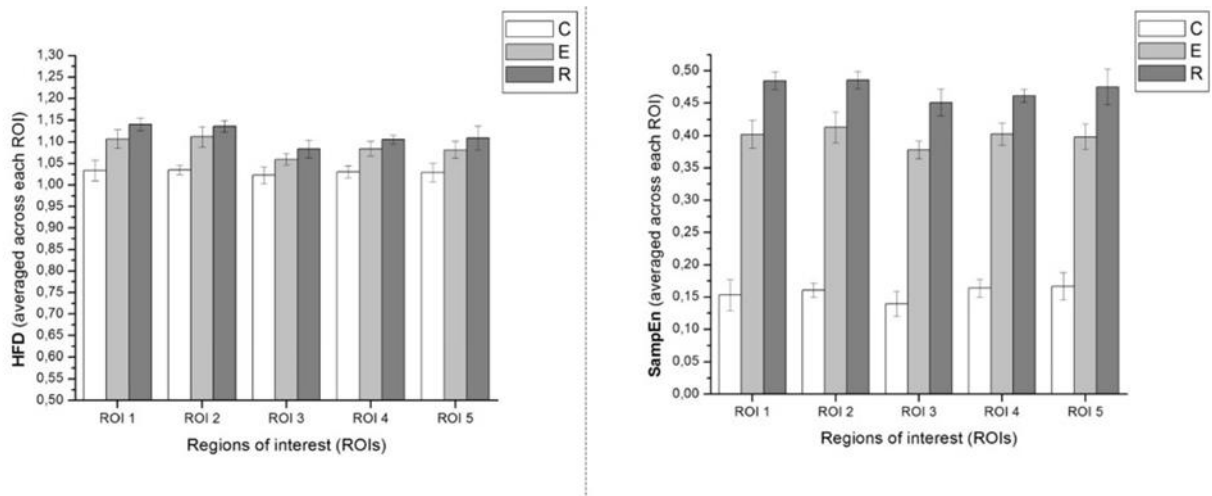 C
E
R
1,30
1,25
1,20
1,15
1,10
1,05
1,00
0,95
0,90
0,85
0,80
0,75
0,70
0,65
0,60
0,55
0,50
HFD (averaged across each ROI)
ROI 1 ROI 2 ROI 3 ROI 4 ROI 5
Regions of interest (ROIs)
C
E
R
0,50
0,45
0,40
0,35
0,30
0,25
0,20
0,15
0,10
0,05
0,00
SampEn (averaged across each ROI)
ROI 1 ROI 2 ROI 3 ROI 4 ROI 5
Regions of interest (ROIs)